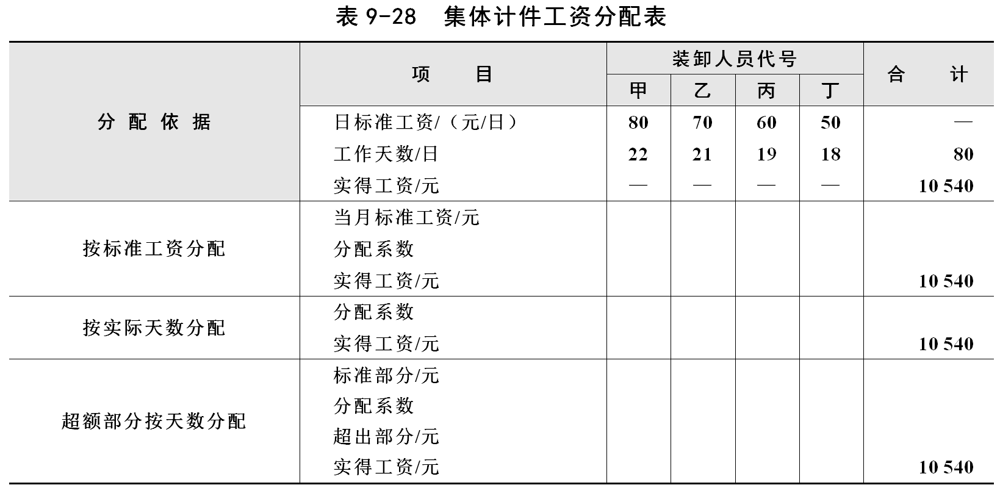 表 9-28 集体计件工资分配表
分配依据 项 目 装卸人员代号 合 计
甲 乙 丙 丁
日标准工资/（元/日） 80 70 60 50 —
工作天数/日 22 21 19 18 80
实得工资/元 — — — — 10 540
按标准工资分配 当月标准工资/元
分配系数
实得工资/元 10 540
按实际天数分配 分配系数
实得工资/元 10 540
超额部分按天数分配 标准部分/元
分配系数
超出部分/元
实得工资/元 10 540